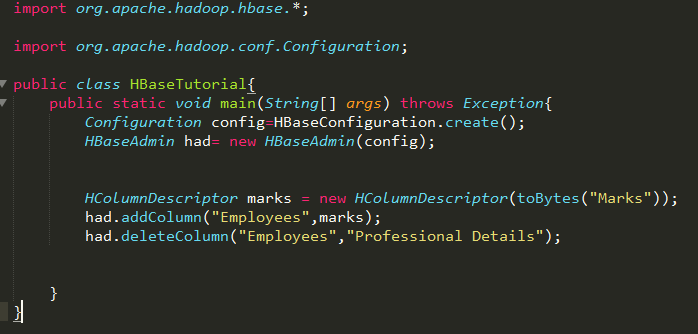 import org.apache.hadoop.hbase.*;
import org.apache.hadoop.conf.Configuration;
public class HBaseTutorial{
public static void main(String[] args) throws Exception{
Configuration config=HBaseConfiguration.create();
HBaseAdmin had= new HBaseAdmin(config);
HColumnDescriptor marks = new HColumnDescriptor(toBytes("Marks"));
had.addColumn("Employees",marks);
had.deleteColumn("Employees","Professional Details");
}
}